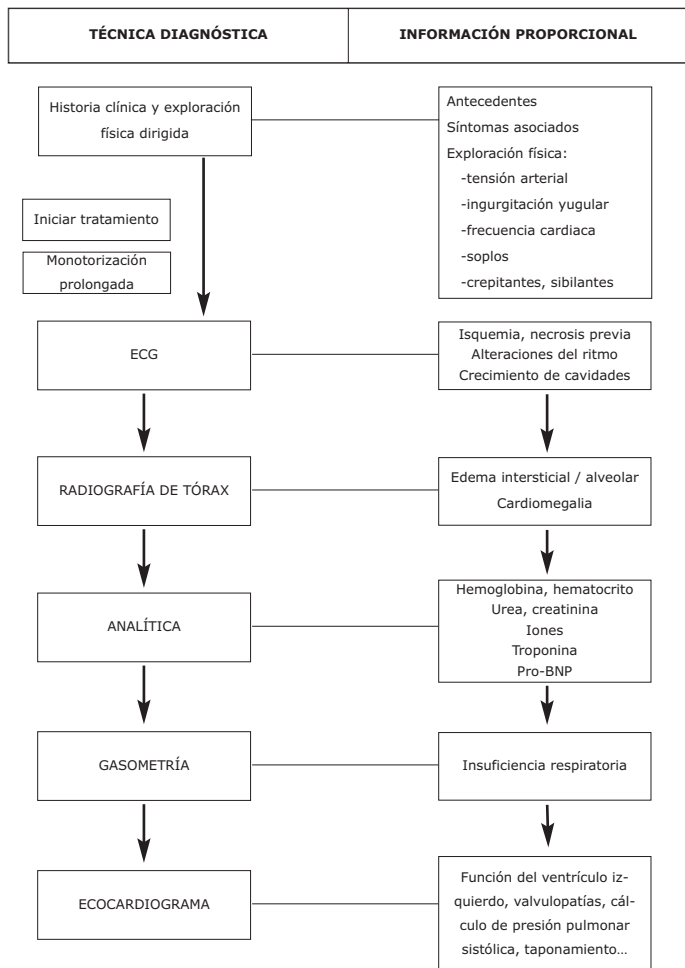 TÉCNICA DIAGNÓSTICA
INFORMACIÓN PROPORCIONAL
Historia clínica y exploración
física dirigida
Antecedentes
Síntomas asociados
Exploración física:
-tensión arterial
-ingurgitación yugular
-frecuencia cardiaca
-soplos
-crepitantes, sibilantes
Iniciar tratamiento
Monotorización
prolongada
ECG
Isquemia, necrosis previa
Alteraciones del ritmo
Crecimiento de cavidades
RADIOGRAFÍA DE TÓRAX
Edema intersticial / alveolar
Cardiomegalia
ANALÍTICA
Hemoglobina, hematocrito
Urea, creatinina
Iones
Troponina
Pro-BNP
GASOMETRÍA
Insuficiencia respiratoria
ECOCARDIOGRAMA
Función del ventrículo iz-
quierdo, valvulopatías, cál-
culo de presión pulmonar
sistólica, taponamiento...